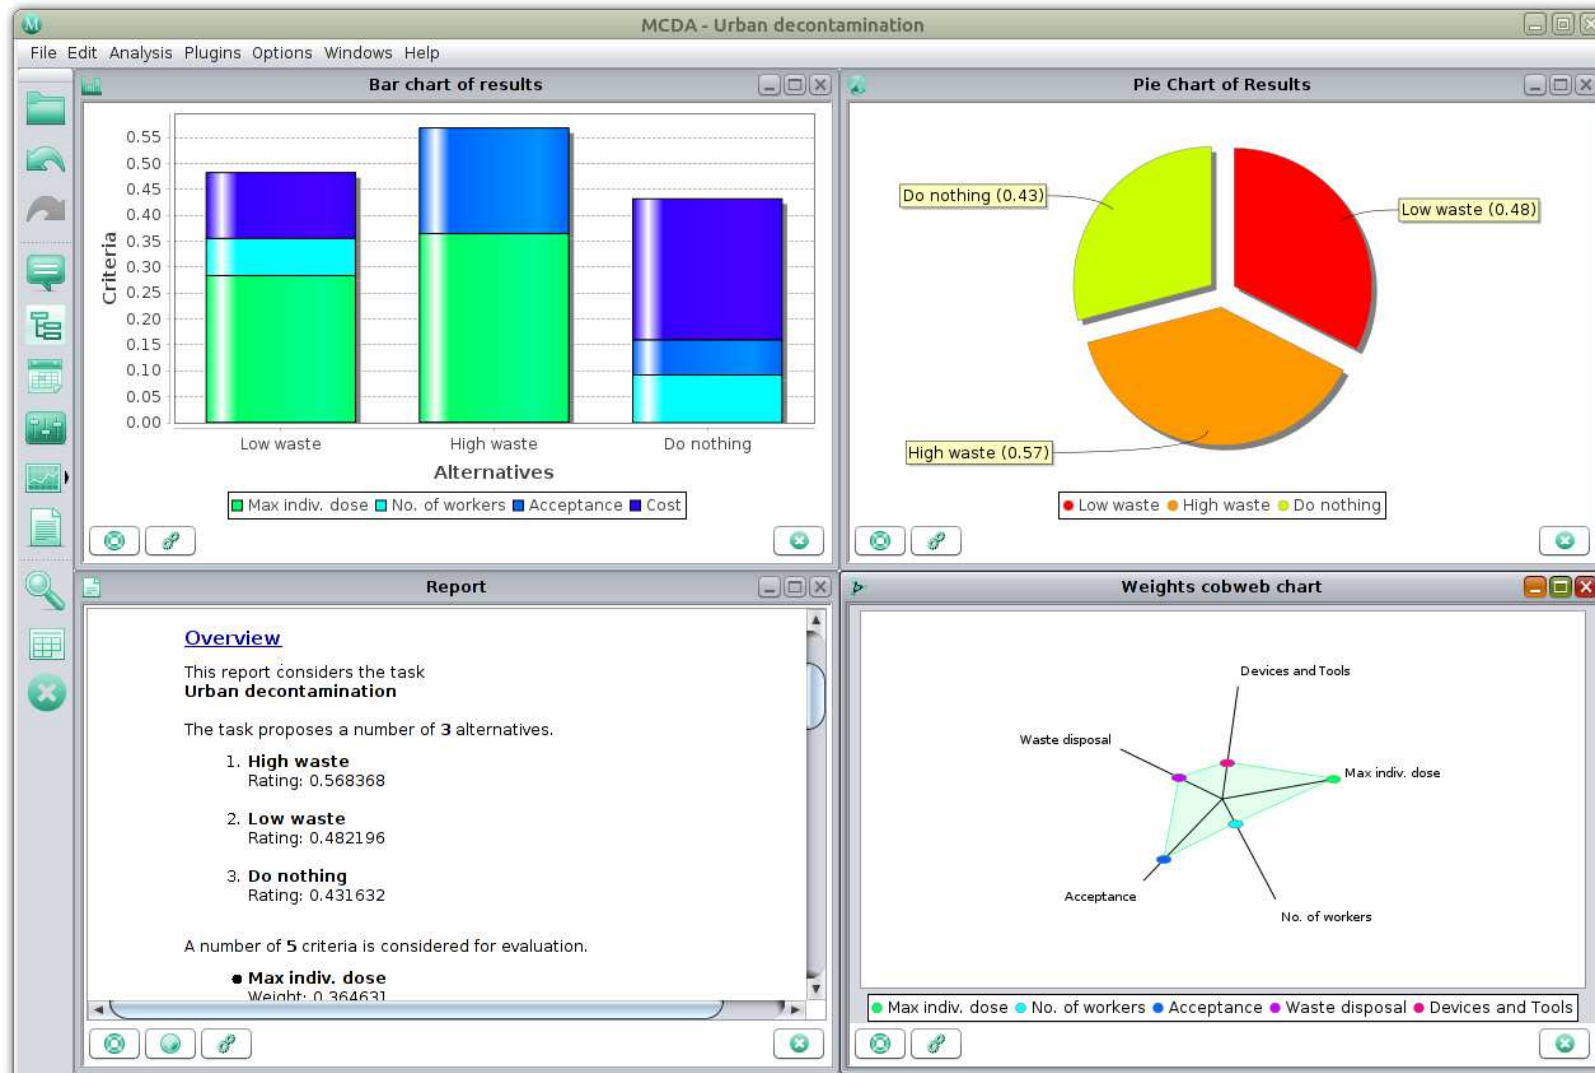 MCDA - Urban decontamination
File Edit Analysis Plugins Options Windows Help
Bar chart of results
0.55
0.50
0.45
0.40
0.35
0.30
0.25
0.20
0.15
0.10
0.05
0.00
Criteria
Low waste High waste Do nothing
Alternatives
Max indiv. dose No. of workers Acceptance Cost
Pie Chart of Results
Do nothing (0.43)
Low waste (0.48)
High waste (0.57)
Low waste High waste Do nothing
Report
Overview
This report considers the task
Urban decontamination
The task proposes a number of 3 alternatives.
1. High waste
Rating: 0.568368
2. Low waste
Rating: 0.482196
3. Do nothing
Rating: 0.431632
A number of 5 criteria is considered for evaluation.
Max indiv. dose
Weight: 0.364631
Weights cobweb chart
Devices and Tools
Waste disposal
Max indiv. dose
Acceptance
No. of workers
Max indiv. dose No. of workers Acceptance Waste disposal Devices and Tools